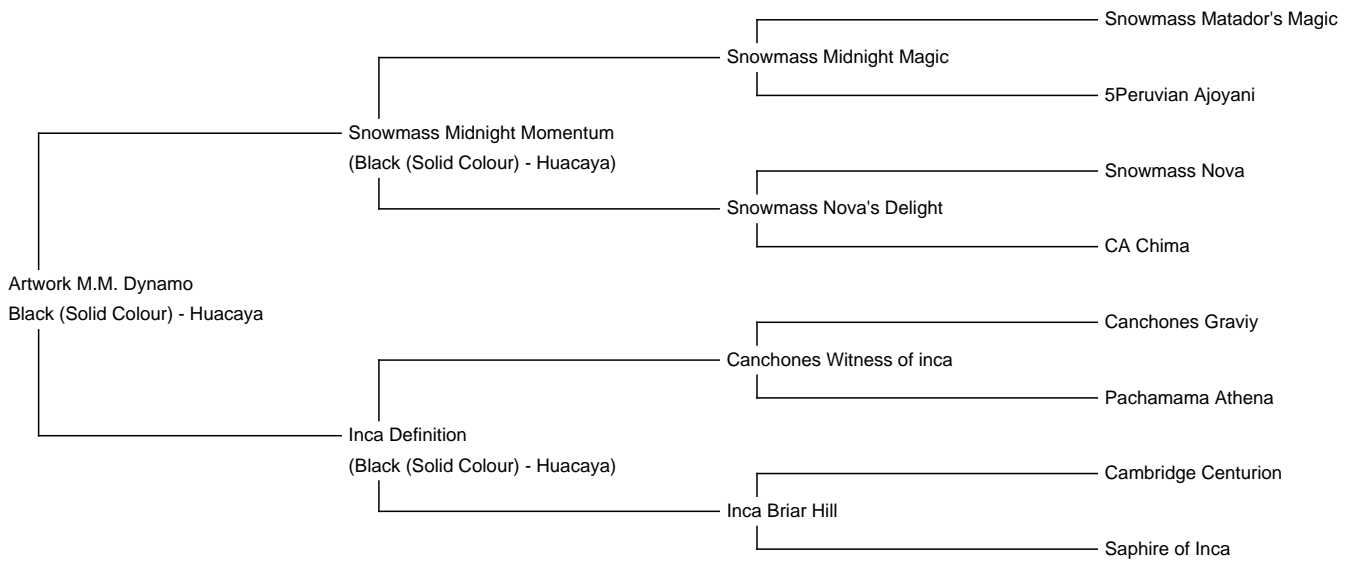 Snowmass Matador's Magic
Snowmass Midnight Magic
5Peruvian Ajoyani
Snowmass Midnight Momentum
(Black (Solid Colour) - Huacaya)
Snowmass Nova
Snowmass Nova's Delight
CA Chima
Artwork M.M. Dynamo
Black (Solid Colour) - Huacaya
Canchones Graviy
Canchones Witness of inca
Pachamama Athena
Inca Definition
(Black (Solid Colour) - Huacaya)
Cambridge Centurion
Inca Briar Hill
Saphire of Inca